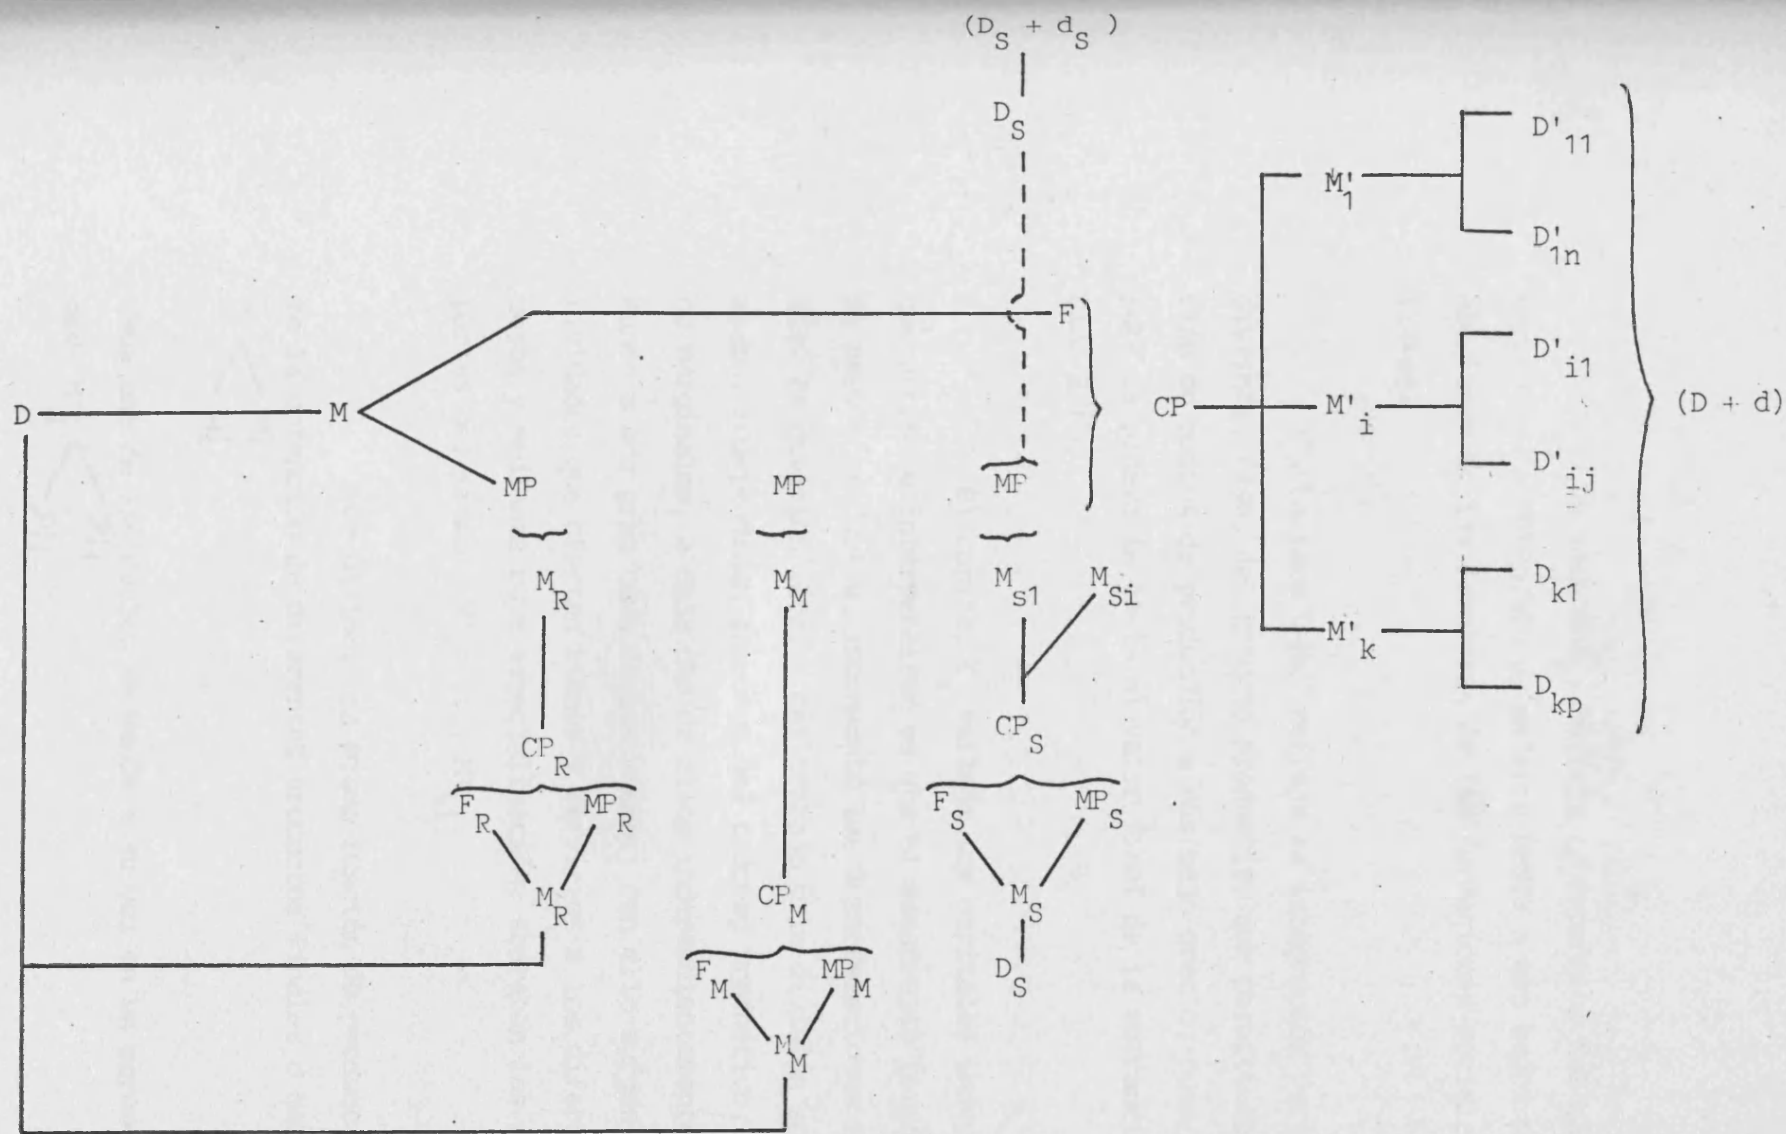 (D_S + d_S )
D_S
D'_11
M'_1
D'_1n
F
D'_i1
D M CP M'_i (D + d)
D'_ij
MP MP MP
M_R M_M M_s1 M_Si D_k1
M'_k
D_kp
CP_R CP_S
F_R MP_R F_S MP_S
M_R CP_M M_S
F_M MP_M D_S
M_M